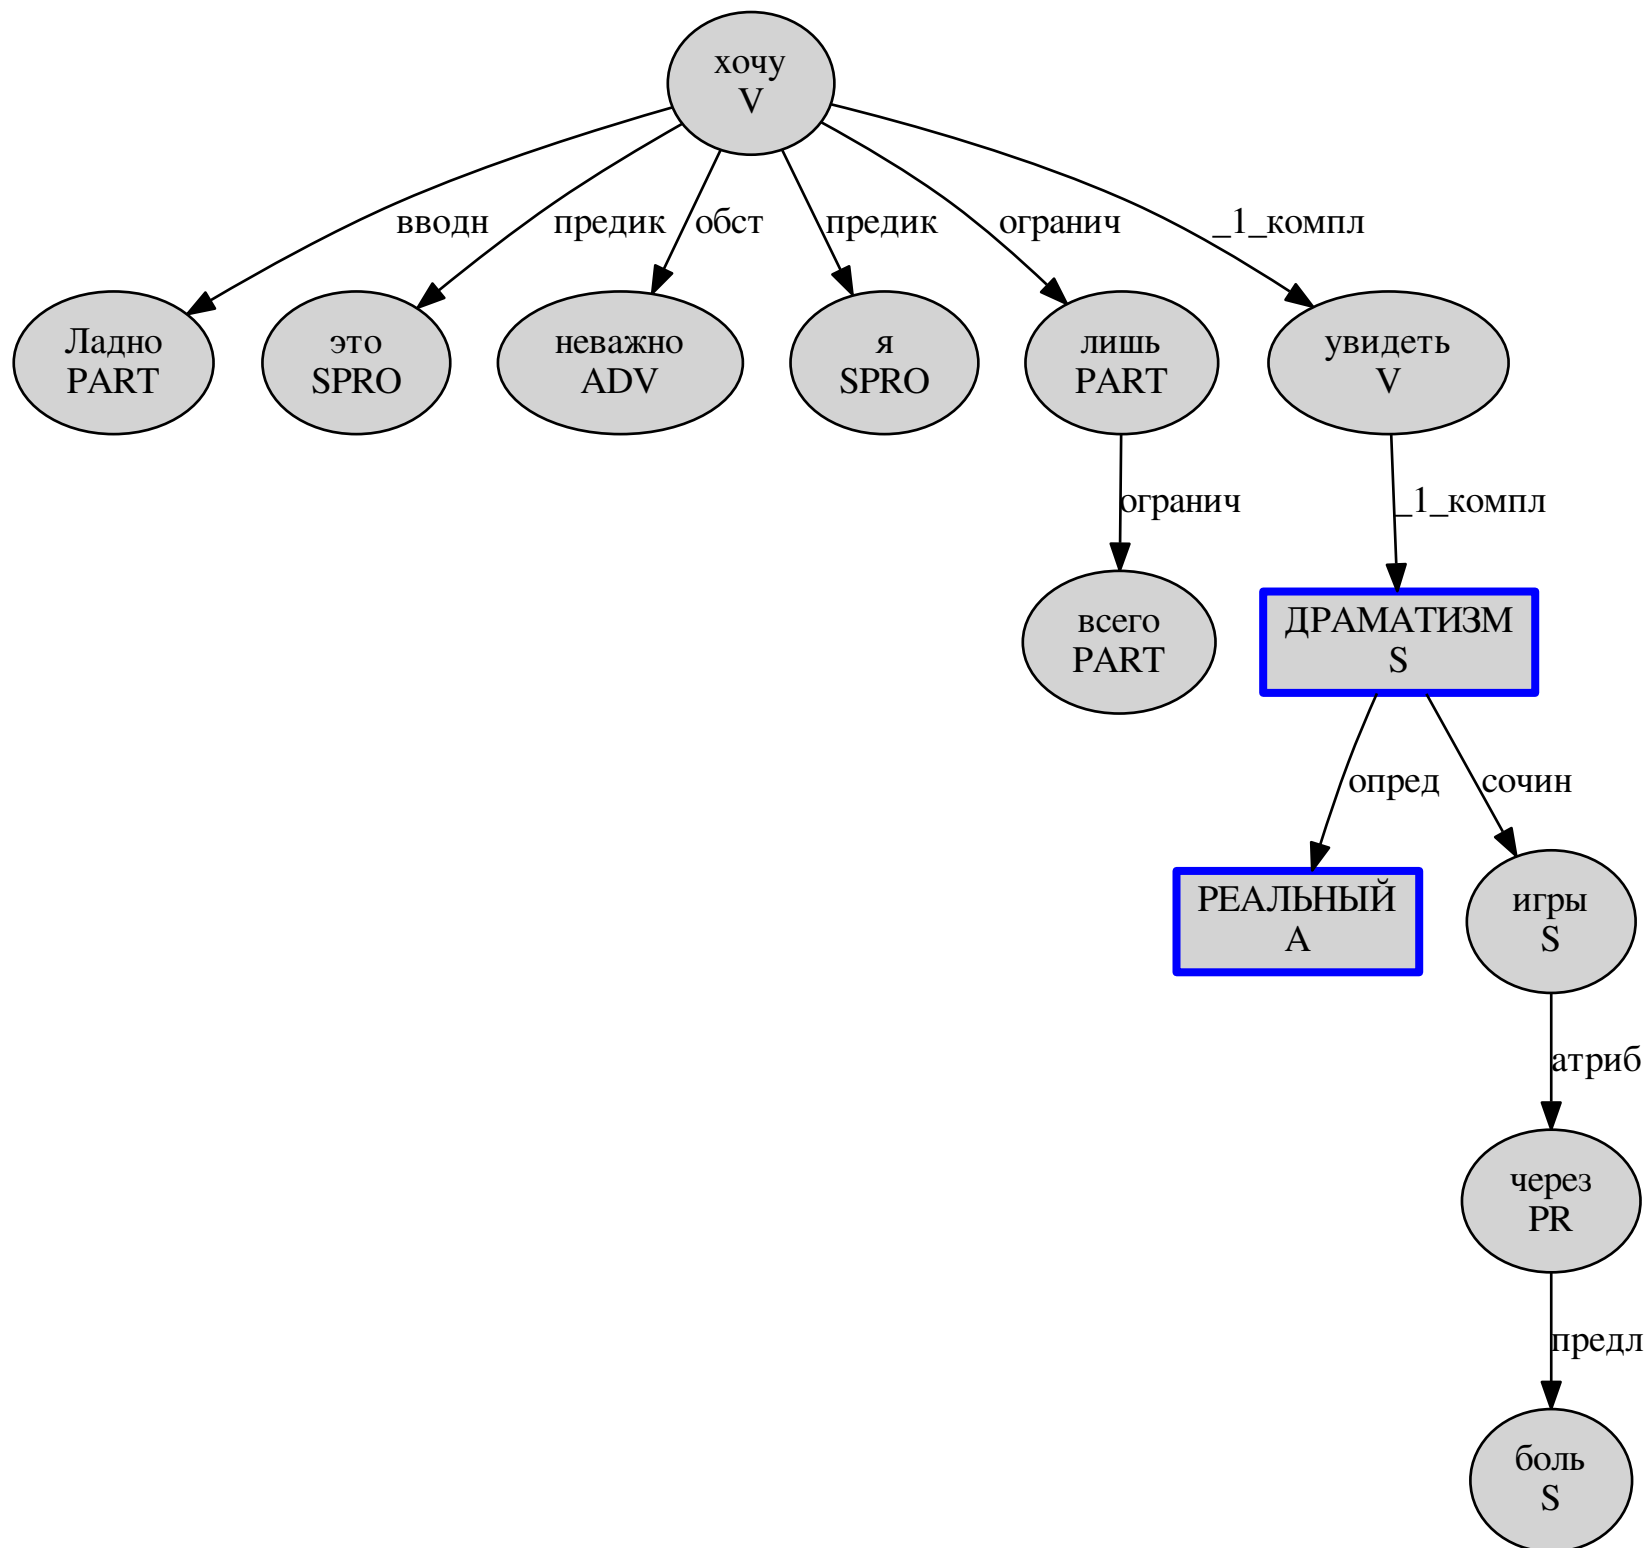 хочу
V
вводн
предик
обст
предик
огранич
_1_компл
Ладно
PART
это
SPRO
неважно
ADV
я
SPRO
лишь
PART
увидеть
V
огранич
_1_компл
всего
PART
ДРАМАТИЗМ
S
опред
сочин
РЕАЛЬНЫЙ
A
игры
S
атриб
через
PR
предл
боль
S